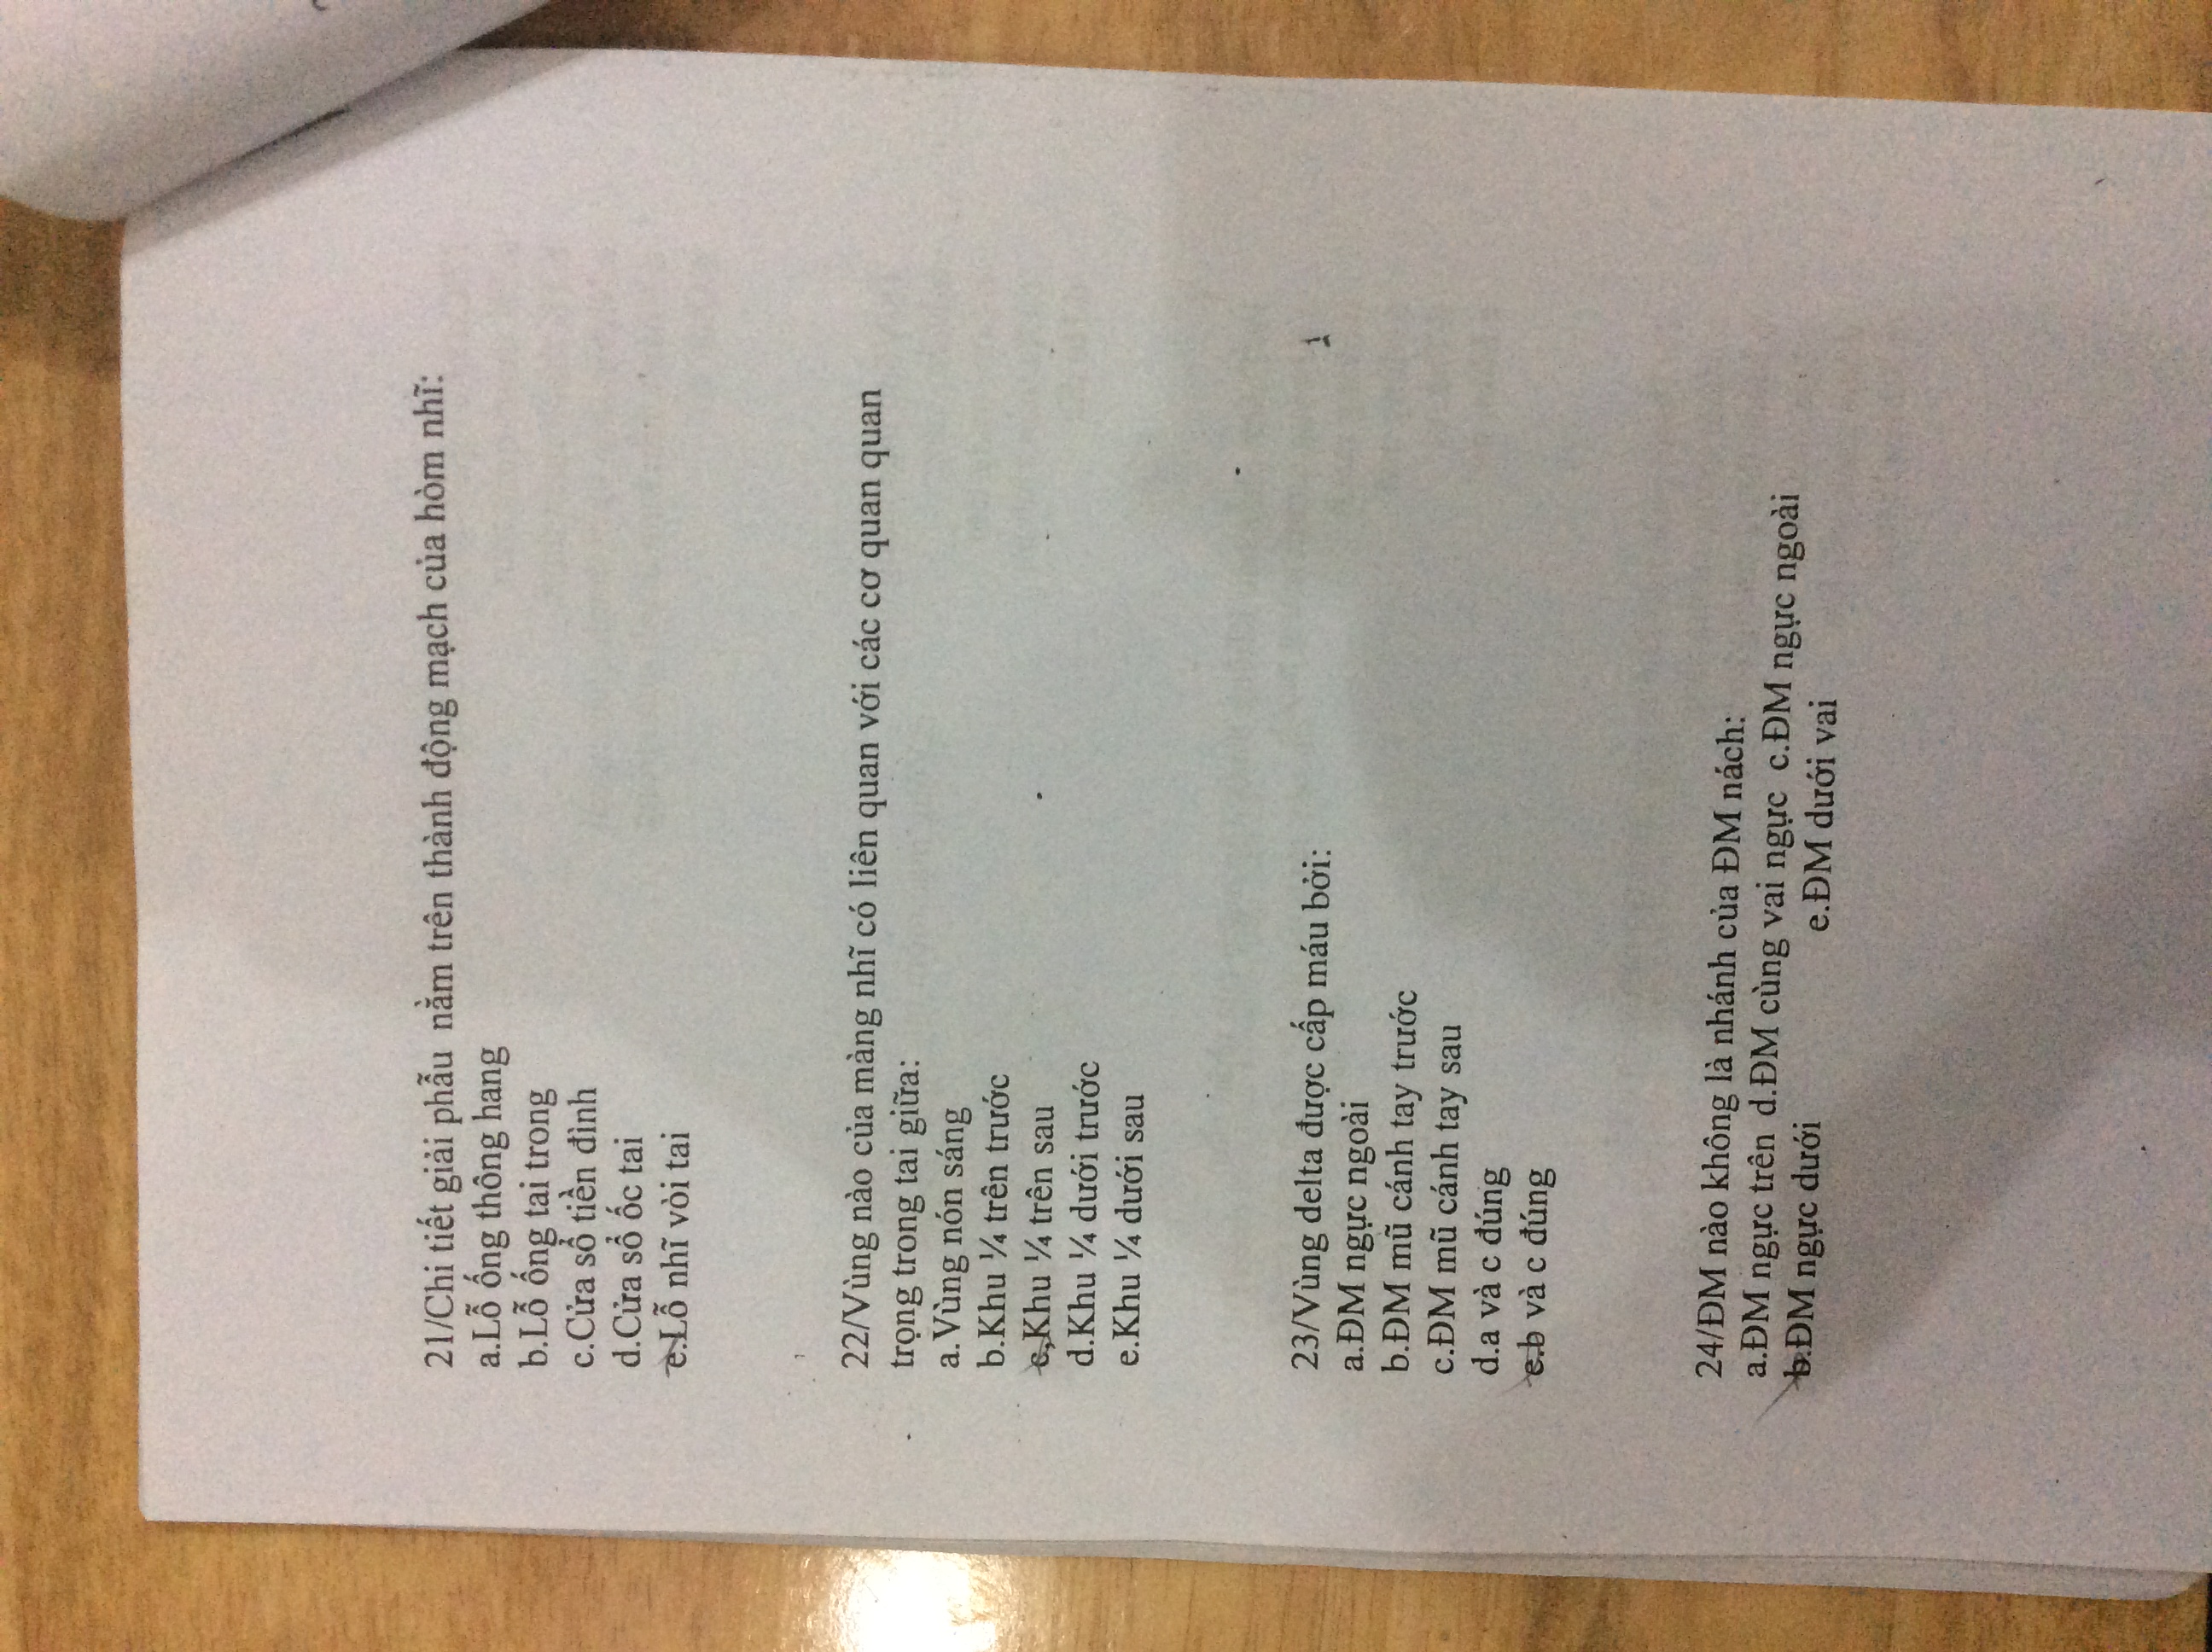 21/Chi tiết giải phẫu nằm trên thành động mạch của hòm nhĩ:
a.Lỗ ống thông hang
b.Lỗ ống tai trong
c.Cửa sổ tiền đình
d.Cửa sổ ốc tai
e.Lỗ nhĩ vòi tai
22/Vùng nào của màng nhĩ có liên quan với các cơ quan quan
trọng trong tai giữa:
a.Vùng nón sáng
b.Khu ¼ trên trước
c,Khu ¼ trên sau
d.Khu ¼ dưới trước
e.Khu ¼ dưới sau
23/Vùng delta được cấp máu bởi:
a.ĐM ngực ngoài
b.ĐM mũ cánh tay trước
c.ĐM mũ cánh tay sau
d.a và c đúng
e.b và c đúng
24/ĐM nào không là nhánh của ĐM nách:
a.ĐM ngực trên d.ĐM cùng vai ngực c.ĐM ngực ngoài
b.ĐM ngực dưới e.ĐM dưới vai